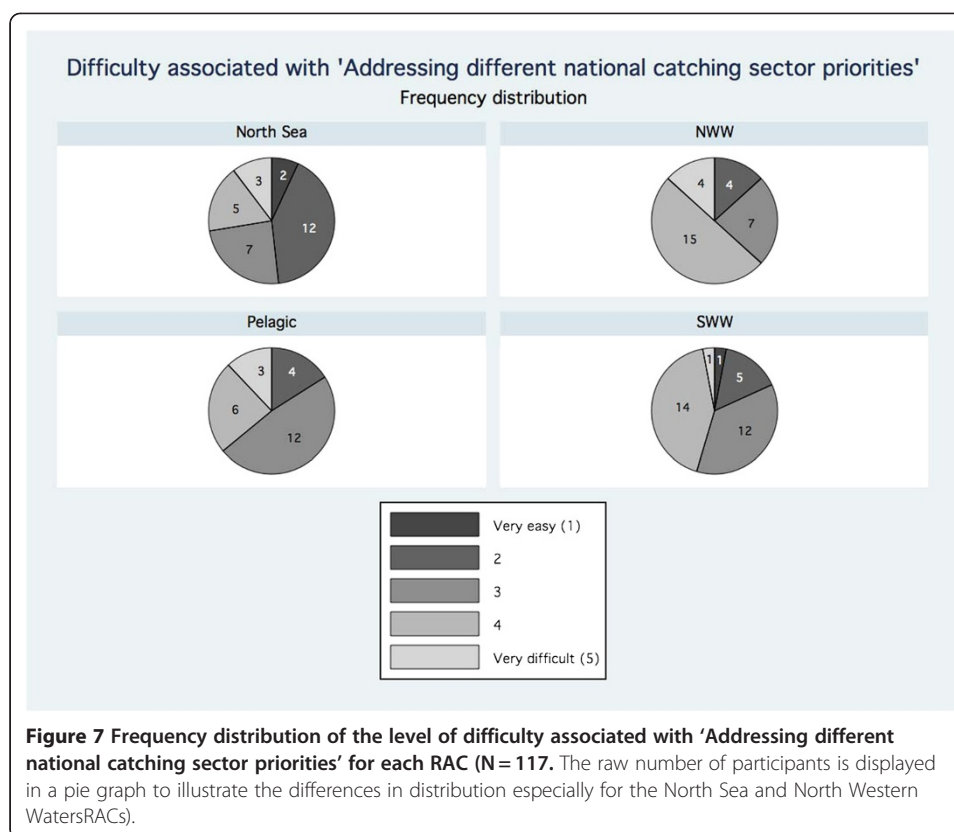 Difficulty associated with 'Addressing different national catching sector priorities'
Frequency distribution
North Sea
3
2
5
12
7
NWW
4
4
7
15
Pelagic
3
4
6
12
SWW
1
1
5
14
12
Very easy (1)
2
3
4
Very difficult (5)
Figure 7 Frequency distribution of the level of difficulty associated with ‘Addressing different
national catching sector priorities’ for each RAC (N = 117. The raw number of participants is displayed
in a pie graph to illustrate the differences in distribution especially for the North Sea and North Western
WatersRACs).